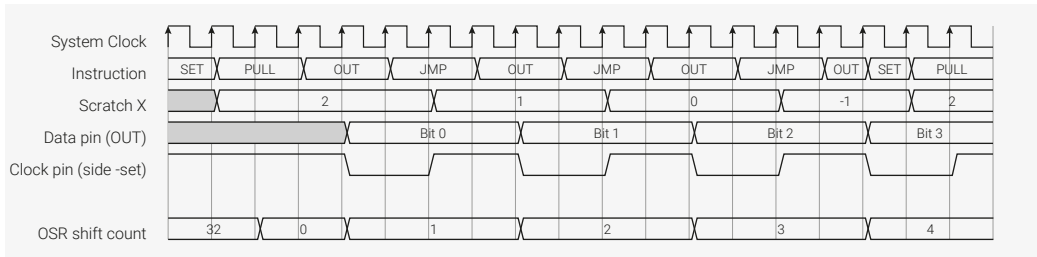 System Clock
Instruction SET PULL OUT JMP OUT JMP OUT JMP OUT SET PULL
Scratch X 2 1 0 -1 2
Data pin (OUT) Bit 0 Bit 1 Bit 2 Bit 3
Clock pin (side -set)
OSR shift count 32 0 1 2 3 4